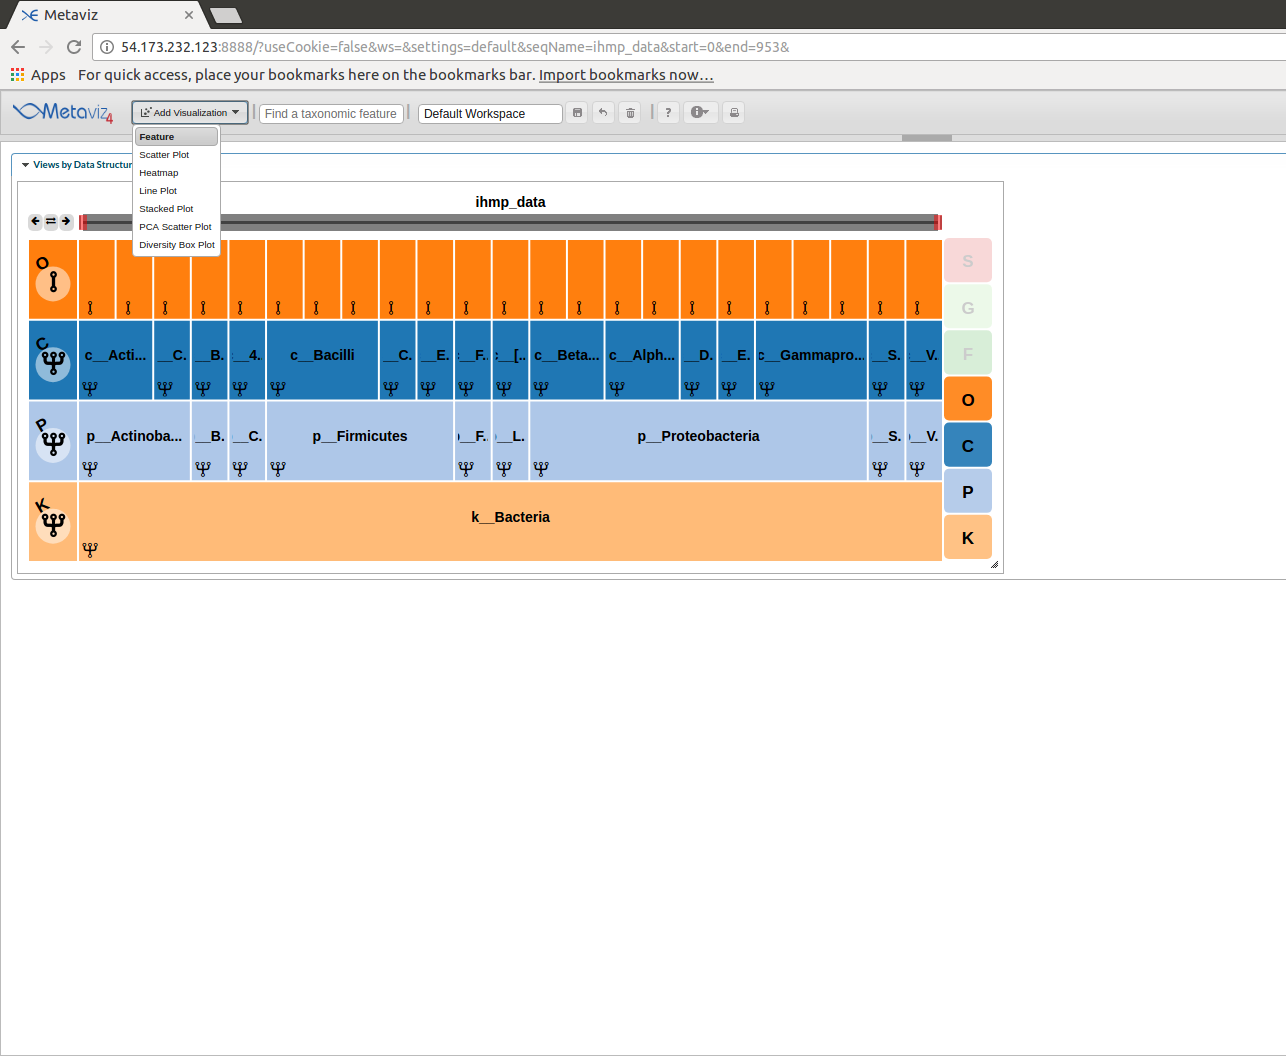 Metaviz
54.173.232.123:8888/?useCookie=false&ws=&settings=default&seqName=ihmp_data&start=0&end=953&
Apps For quick access, place your bookmarks here on the bookmarks bar. Import bookmarks now…
Metaviz4 Add Visualization Find a taxonomic feature Default Workspace ?
Feature
Scatter Plot
Heatmap
Line Plot
Stacked Plot
PCA Scatter Plot
Diversity Box Plot
Views by Data Structur
ihmp_data
O S
G
C c__Acti... __C. __B. __4. c__Bacilli __C. __E. __F.. __[.. c__Beta... c__Alph... __D. __E. c__Gammapro... __S. __V. F
O
P p__Actinoba... __B. __C. p__Firmicutes __F.. __L. p__Proteobacteria __S. __V. C
P
K k__Bacteria K